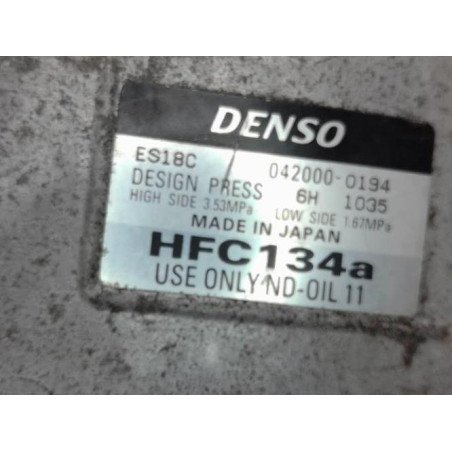 DENSO
ES18C 042000-0194
DESIGN PRESS 6H 1035
HIGH SIDE 3.53MPa LOW SIDE 1.67MPa
MADE IN JAPAN
HFC134a
USE ONLY ND-OIL 11